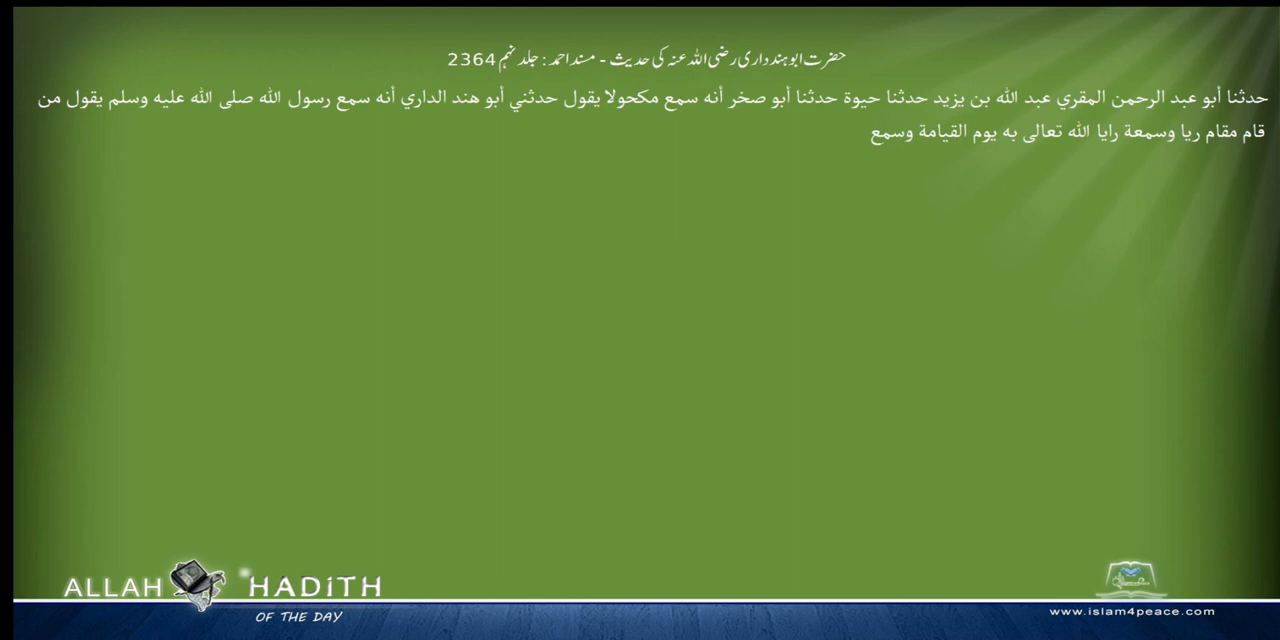 حضرت ابوہندداری رضی اللہ عنہ کی حدیث - مسند احمد: جلد نہم 2364
حدثنا أبو عبد الرحمن المقري عبد الله بن يزيد حدثنا حيوة حدثنا أبو صخر أنه سمع مكحولا يقول حدثني أبو هند الداري أنه سمع رسول الله صلى الله عليه وسلم يقول من
قام مقام ريا وسمعة رايا الله تعالى به يوم القيامة وسمع
ALLAH HADITH
OF THE DAY
www.islam4peace.com